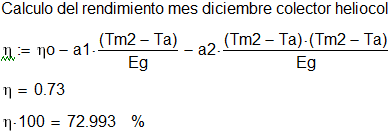 Calculo del rendimiento mes diciembre colector heliocol
η := ηo − a1·(Tm2 − Ta)/Eg − a2·(Tm2 − Ta)·(Tm2 − Ta)/Eg
η = 0.73
η·100 = 72.993 %